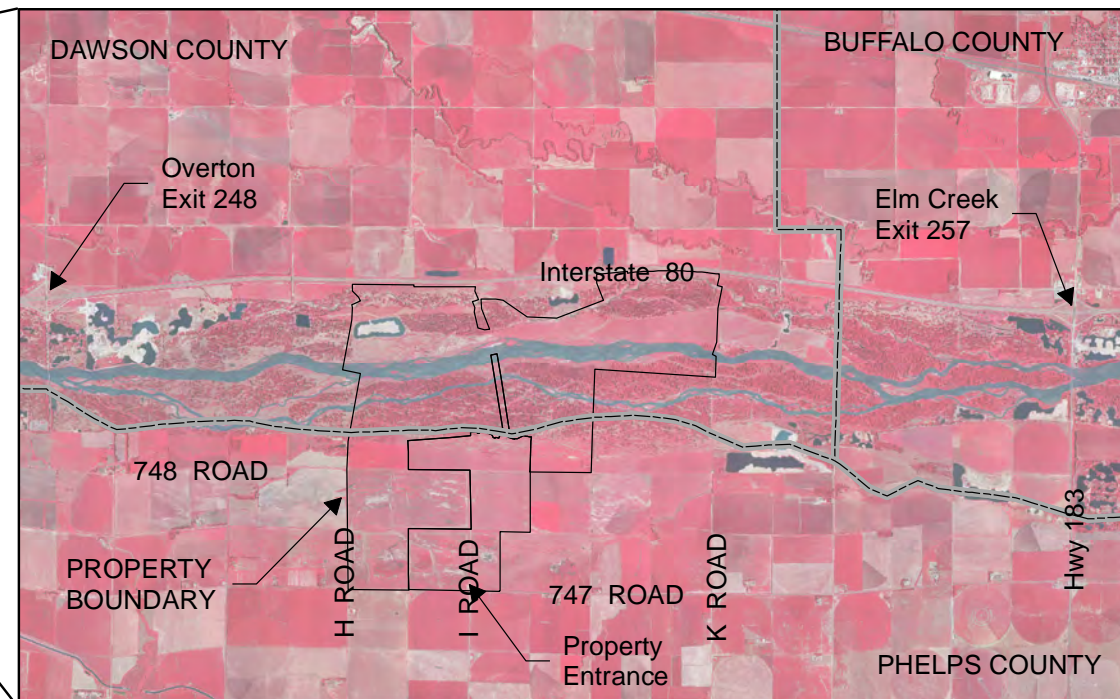 DAWSON COUNTY
BUFFALO COUNTY
Overton
Exit 248
Elm Creek
Exit 257
Interstate 80
748 ROAD
PROPERTY
BOUNDARY
H ROAD
I ROAD
747 ROAD
K ROAD
Hwy 183
Property
Entrance
PHELPS COUNTY